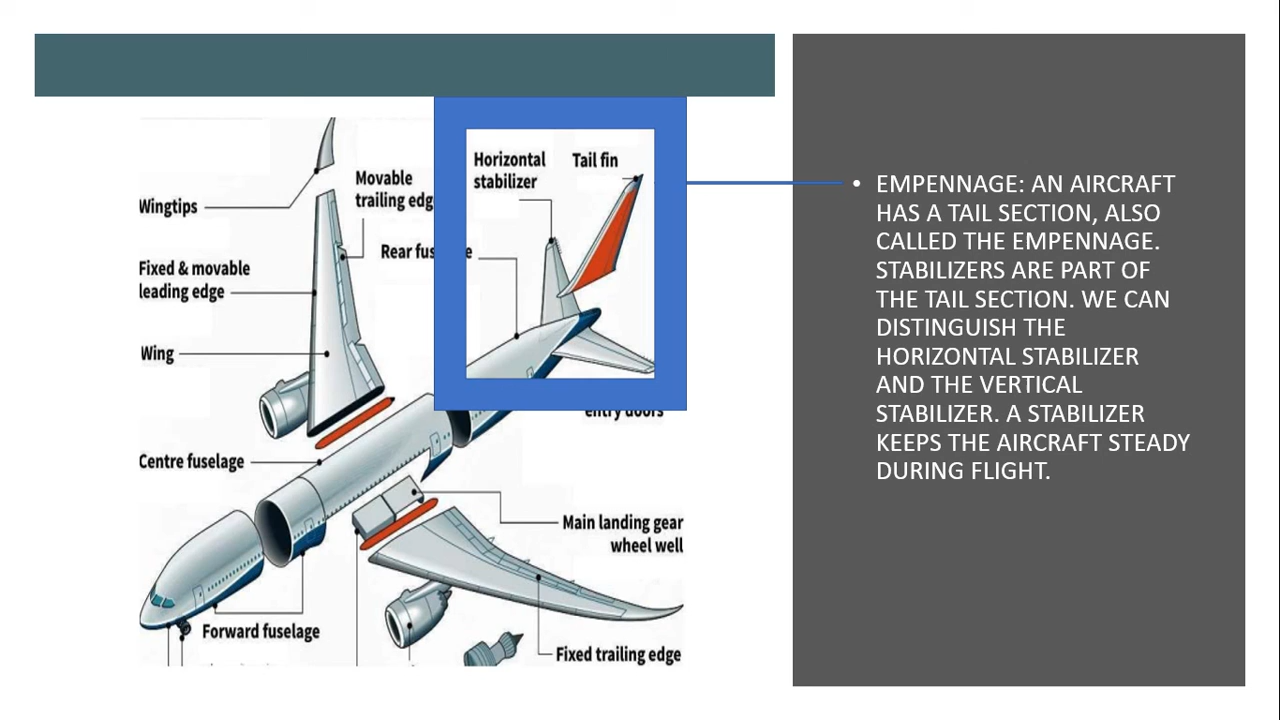 Wingtips
Movable
trailing edg
Horizontal
stabilizer
Tail fin
Rear fus
e
Fixed & movable
leading edge
Wing
entry doors
Centre fuselage
Main landing gear
wheel well
Forward fuselage
Fixed trailing edge
• EMPENNAGE: AN AIRCRAFT
HAS A TAIL SECTION, ALSO
CALLED THE EMPENNAGE.
STABILIZERS ARE PART OF
THE TAIL SECTION. WE CAN
DISTINGUISH THE
HORIZONTAL STABILIZER
AND THE VERTICAL
STABILIZER. A STABILIZER
KEEPS THE AIRCRAFT STEADY
DURING FLIGHT.